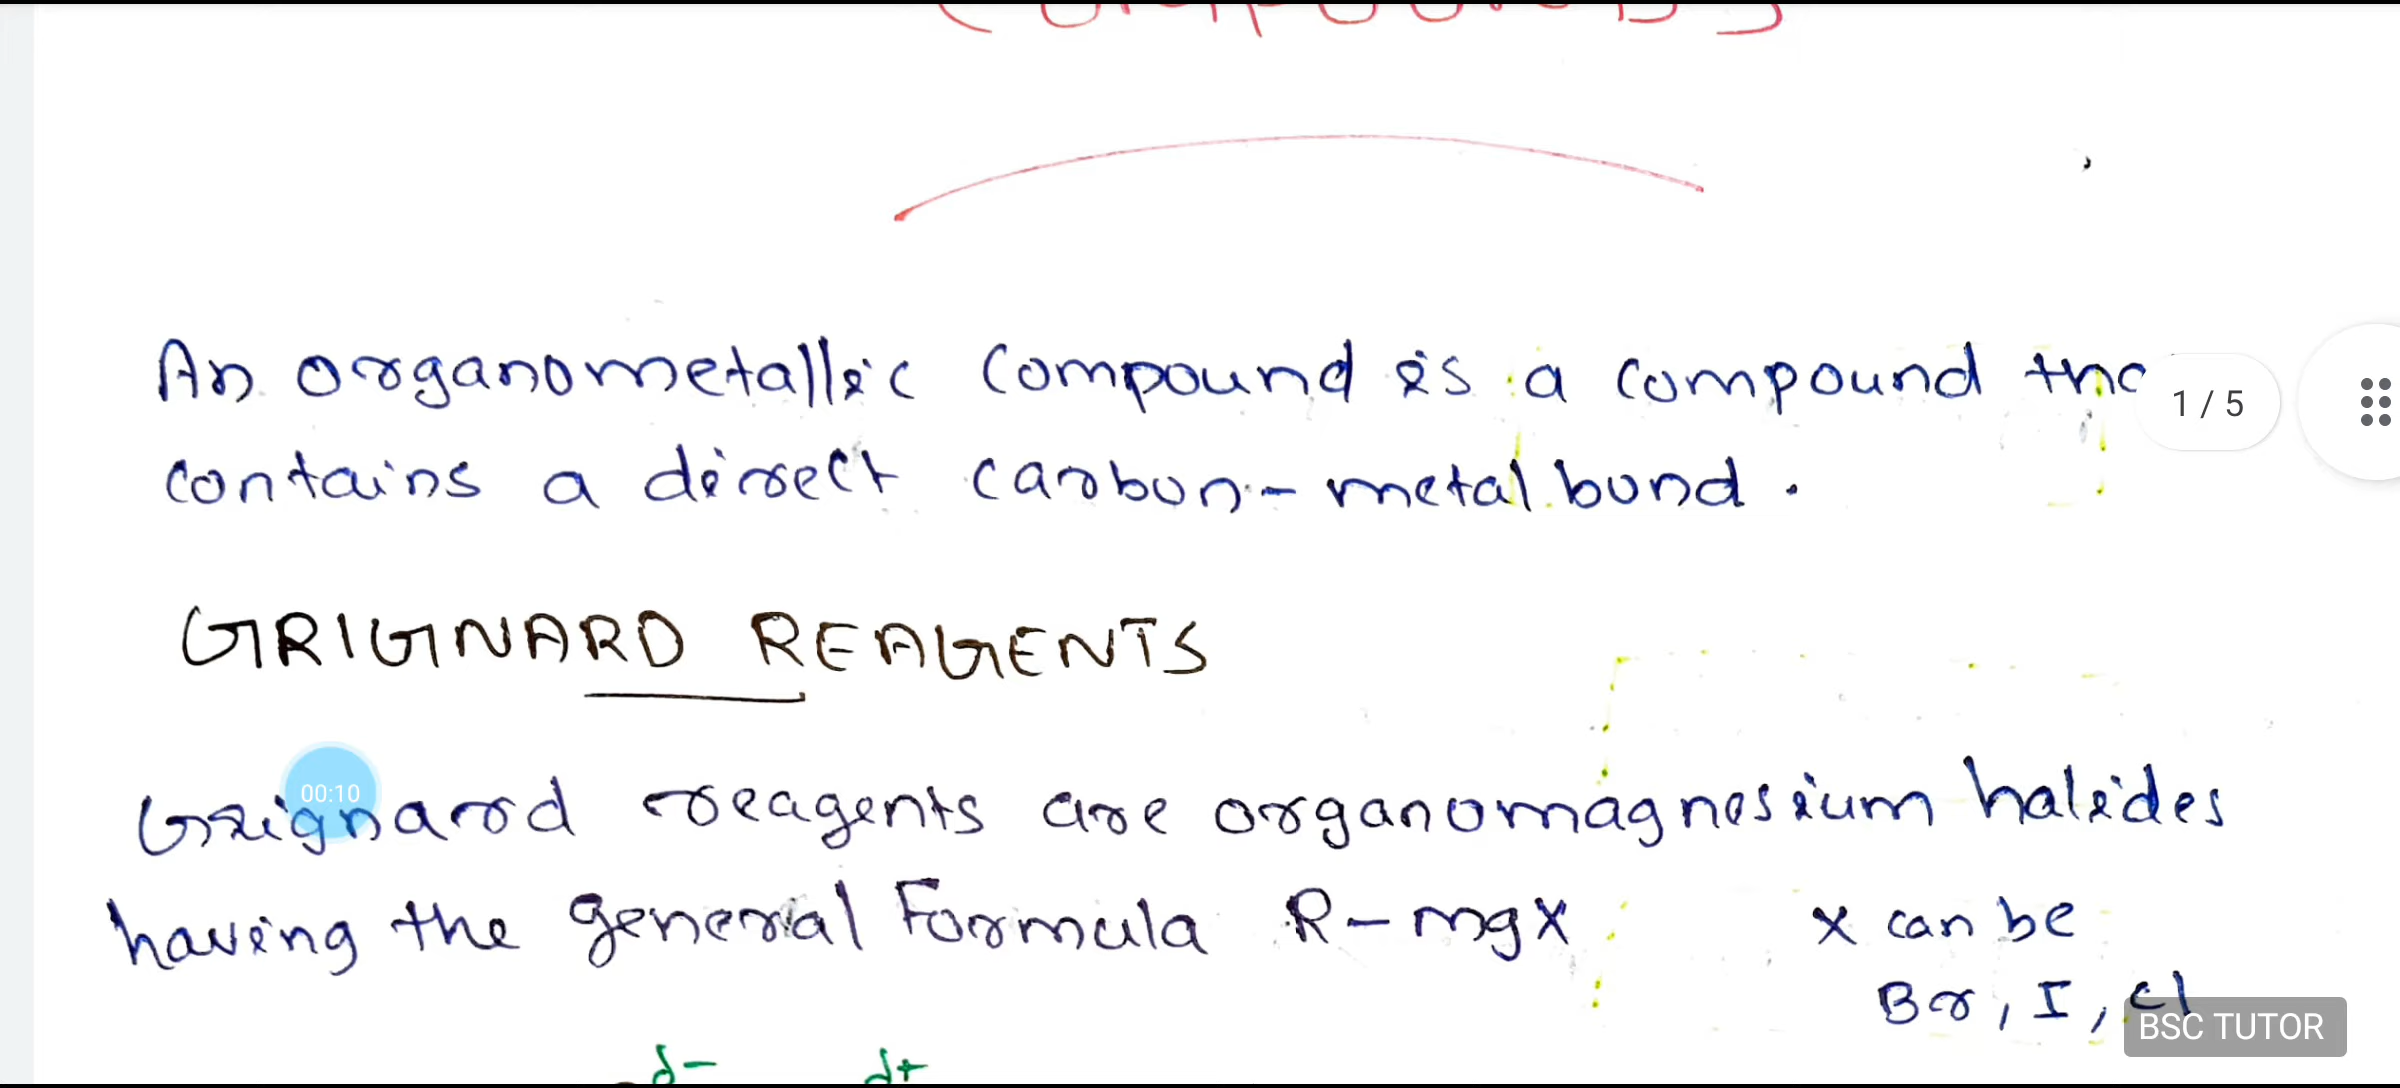 An organometallic compound is a compound
contains a direct carbon-metal bond.
1 / 5
GRIGNARD REAGENTS
00:10
Grignard reagents are organomagnesium halides
having the general Formula R-mgX
X can be
Br, I, Cl
BSC TUTOR
δ- δ+